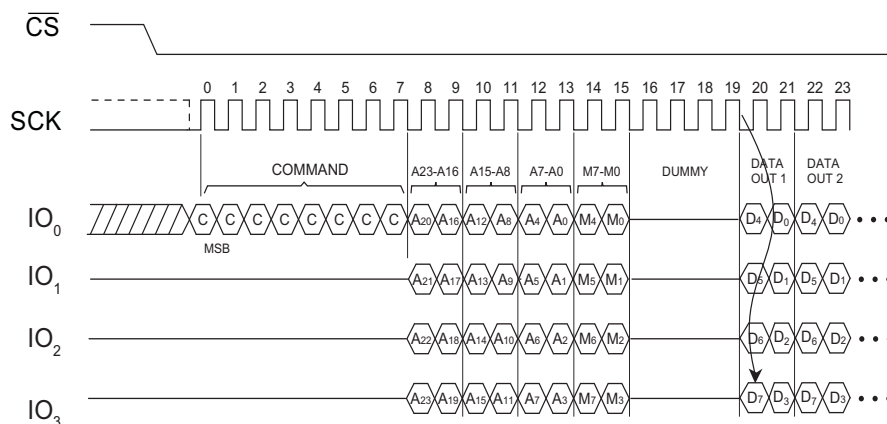 CS
0 1 2 3 4 5 6 7 8 9 10 11 12 13 14 15 16 17 18 19 20 21 22 23
SCK
COMMAND A23-A16 A15-A8 A7-A0 M7-M0 DUMMY DATA OUT 1 DATA OUT 2
IO0 C C C C C C C C A20 A16 A12 A8 A4 A0 M4 M0 D4 D0 D4 D0 • • •
MSB
IO1 A21 A17 A13 A9 A5 A1 M5 M1 D5 D1 D5 D1 • • •
IO2 A22 A18 A14 A10 A6 A2 M6 M2 D6 D2 D6 D2 • • •
IO3 A23 A19 A15 A11 A7 A3 M7 M3 D7 D3 D7 D3 • • •